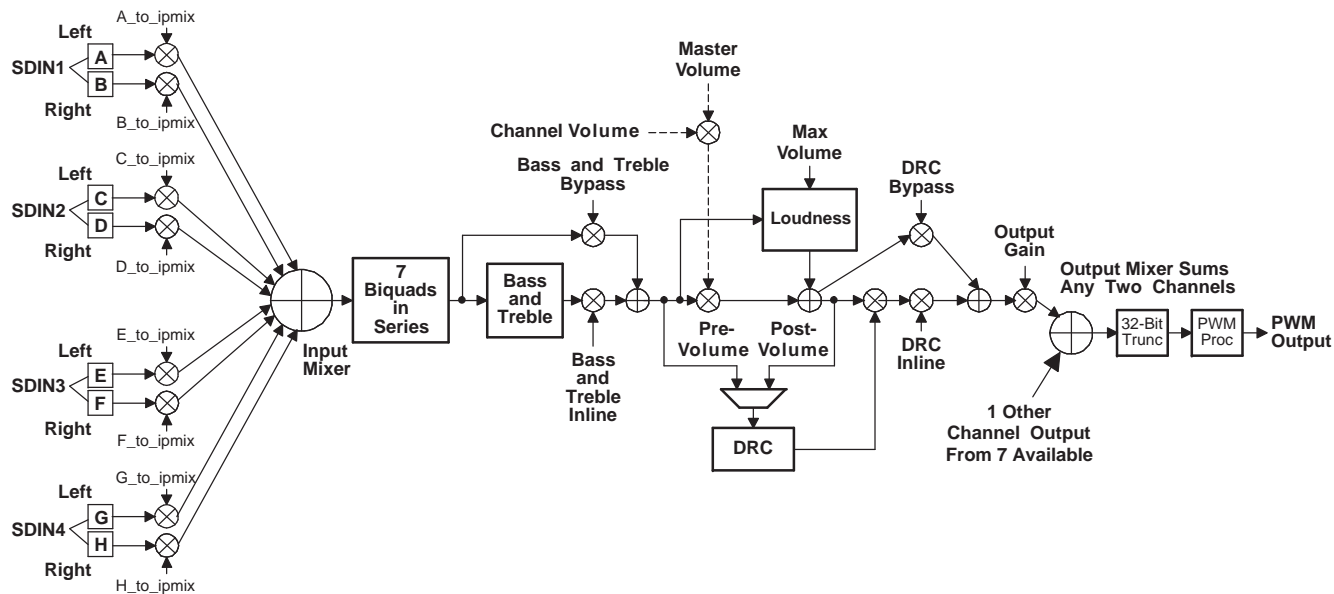 A_to_ipmix
Left
A
SDIN1
B
Right
B_to_ipmix
C_to_ipmix
Left
C
SDIN2
D
Right
D_to_ipmix
E_to_ipmix
Left
E
SDIN3
F
Right
F_to_ipmix
G_to_ipmix
Left
G
SDIN4
H
Right
H_to_ipmix
Input
Mixer
7
Biquads
in
Series
Bass and Treble
Bypass
Bass
and
Treble
Bass
and
Treble
Inline
Master
Volume
Channel Volume
Max
Volume
Loudness
Pre-
Volume
Post-
Volume
DRC
DRC
Bypass
DRC
Inline
Output
Gain
Output Mixer Sums
Any Two Channels
32-Bit
Trunc
PWM
Proc
PWM
Output
1 Other
Channel Output
From 7 Available